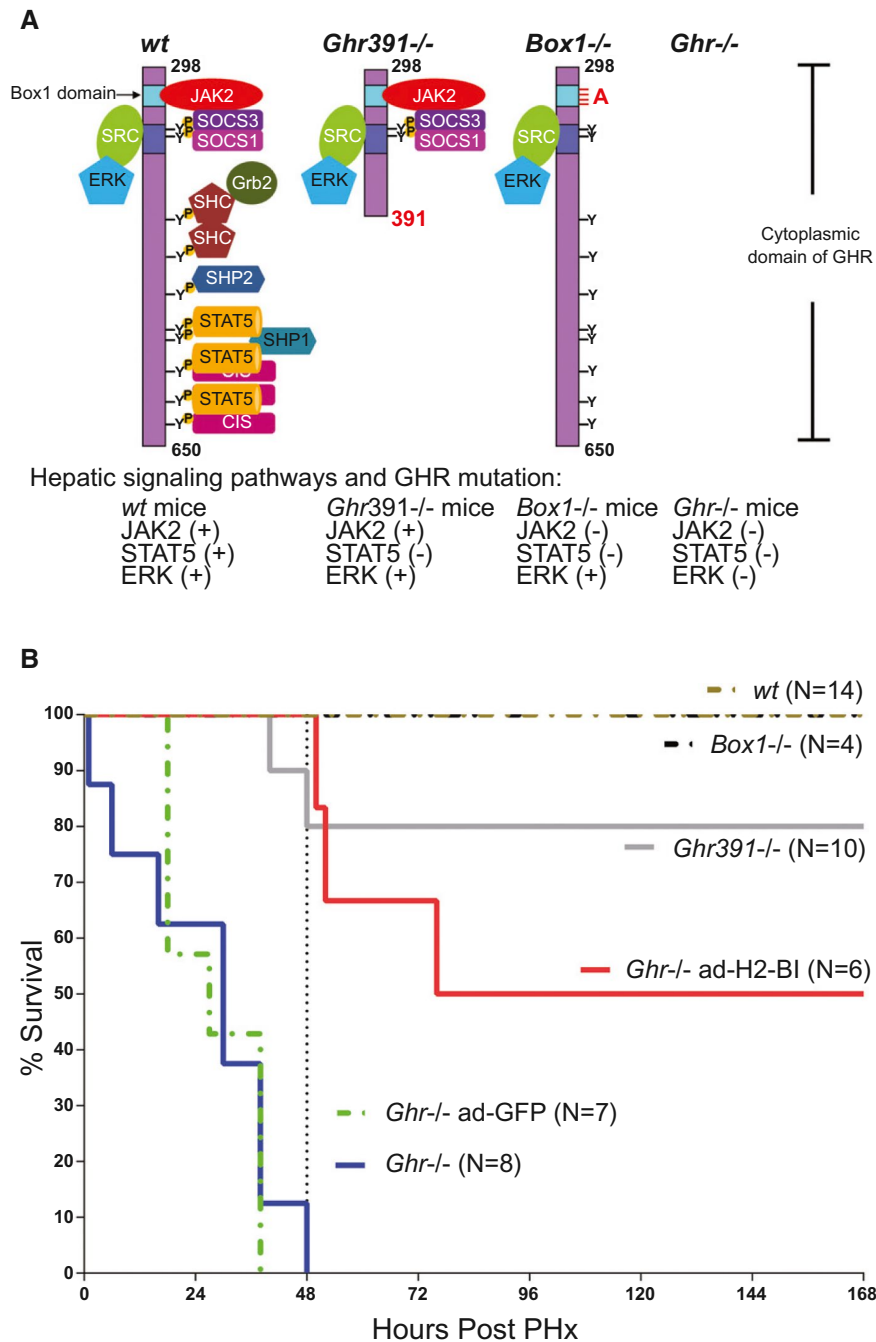 A
wt
Ghr391-/-
Box1-/-
Ghr-/-
298
298
298
Box1 domain
JAK2
JAK2
A
SOCS3
SOCS1
SOCS3
SOCS1
SRC
SRC
SRC
ERK
ERK
ERK
Y P
Y P
Y P
Y P
Y
Y
Grb2
SHC
Y P
Y
391
SHC
Y P
Y
Cytoplasmic
domain of GHR
SHP2
Y P
Y
STAT5
Y P
Y P
Y
Y
SHP1
STAT5
CIS
Y P
Y
STAT5
Y P
Y
CIS
Y P
Y
650
650
Hepatic signaling pathways and GHR mutation:
wt mice Ghr391-/- mice Box1-/- mice Ghr-/- mice
JAK2 (+) JAK2 (+) JAK2 (-) JAK2 (-)
STAT5 (+) STAT5 (-) STAT5 (-) STAT5 (-)
ERK (+) ERK (+) ERK (+) ERK (-)
B
wt (N=14)
Box1-/- (N=4)
Ghr391-/- (N=10)
Ghr-/- ad-H2-BI (N=6)
Ghr-/- ad-GFP (N=7)
Ghr-/- (N=8)
% Survival
100
90
80
70
60
50
40
30
20
10
0
0 24 48 72 96 120 144 168
Hours Post PHx